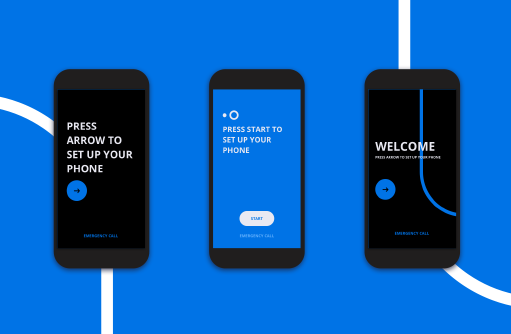 PRESS
ARROW TO
SET UP YOUR
PHONE
EMERGENCY CALL
PRESS START TO
SET UP YOUR
PHONE
START
EMERGENCY CALL
WELCOME
PRESS ARROW TO SET UP YOUR PHONE
EMERGENCY CALL